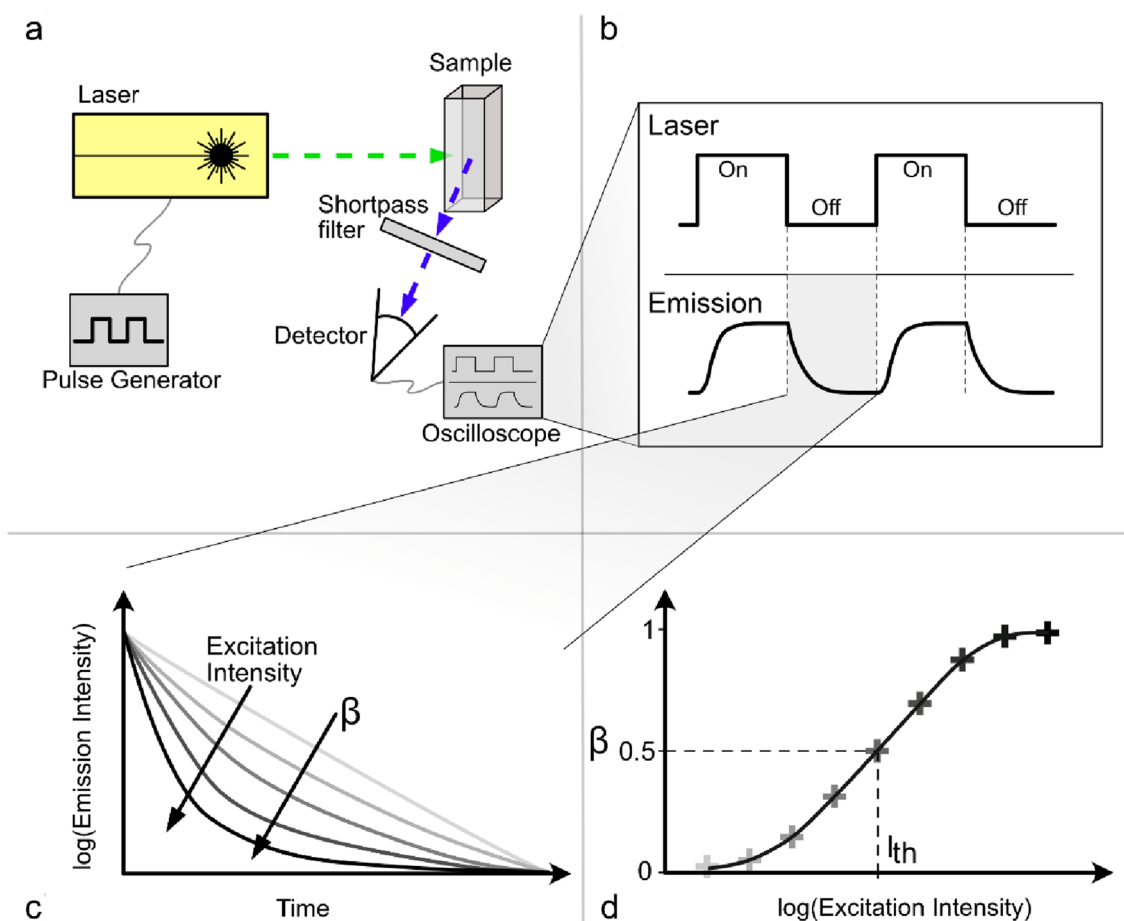 a
Laser
Sample
Shortpass
filter
Detector
Pulse Generator
Oscilloscope
b
Laser
On
Off
On
Off
Emission
c
log(Emission Intensity)
Excitation
Intensity
β
Time
d
β
1
0.5
0
Ith
log(Excitation Intensity)